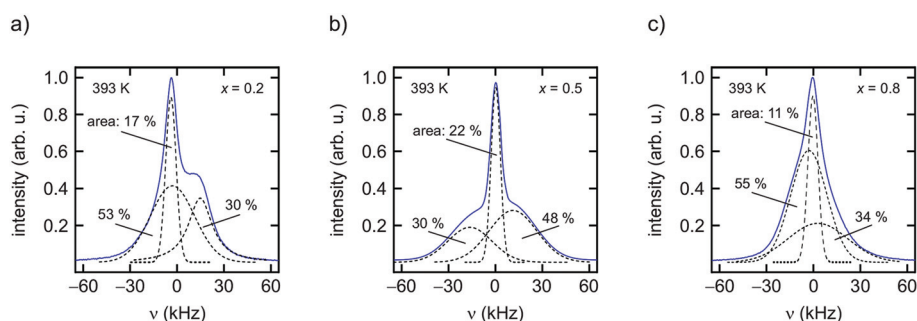 a)
393 K
x = 0.2
area: 17 %
53 %
30 %
intensity (arb. u.)
1.0
0.8
0.6
0.4
0.2
−60 −30 0 30 60
ν (kHz)
b)
393 K
x = 0.5
area: 22 %
30 %
48 %
intensity (arb. u.)
1.0
0.8
0.6
0.4
0.2
−60 −30 0 30 60
ν (kHz)
c)
393 K
x = 0.8
area: 11 %
55 %
34 %
intensity (arb. u.)
1.0
0.8
0.6
0.4
0.2
−60 −30 0 30 60
ν (kHz)